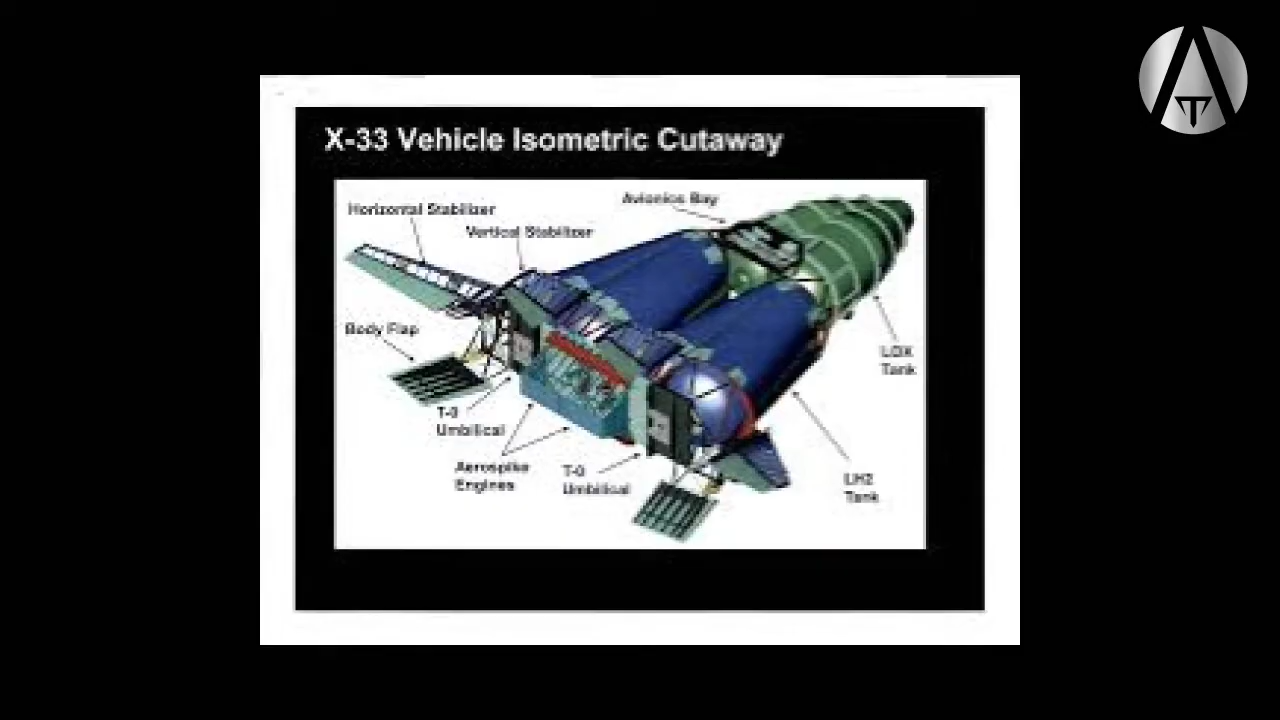 X-33 Vehicle Isometric Cutaway
Avionics Bay
Horizontal Stabilizer
Vertical Stabilizer
Body Flap
LOX
Tank
T-0
Umbilical
Aerospike
Engines
T-0
Umbilical
LH2
Tank